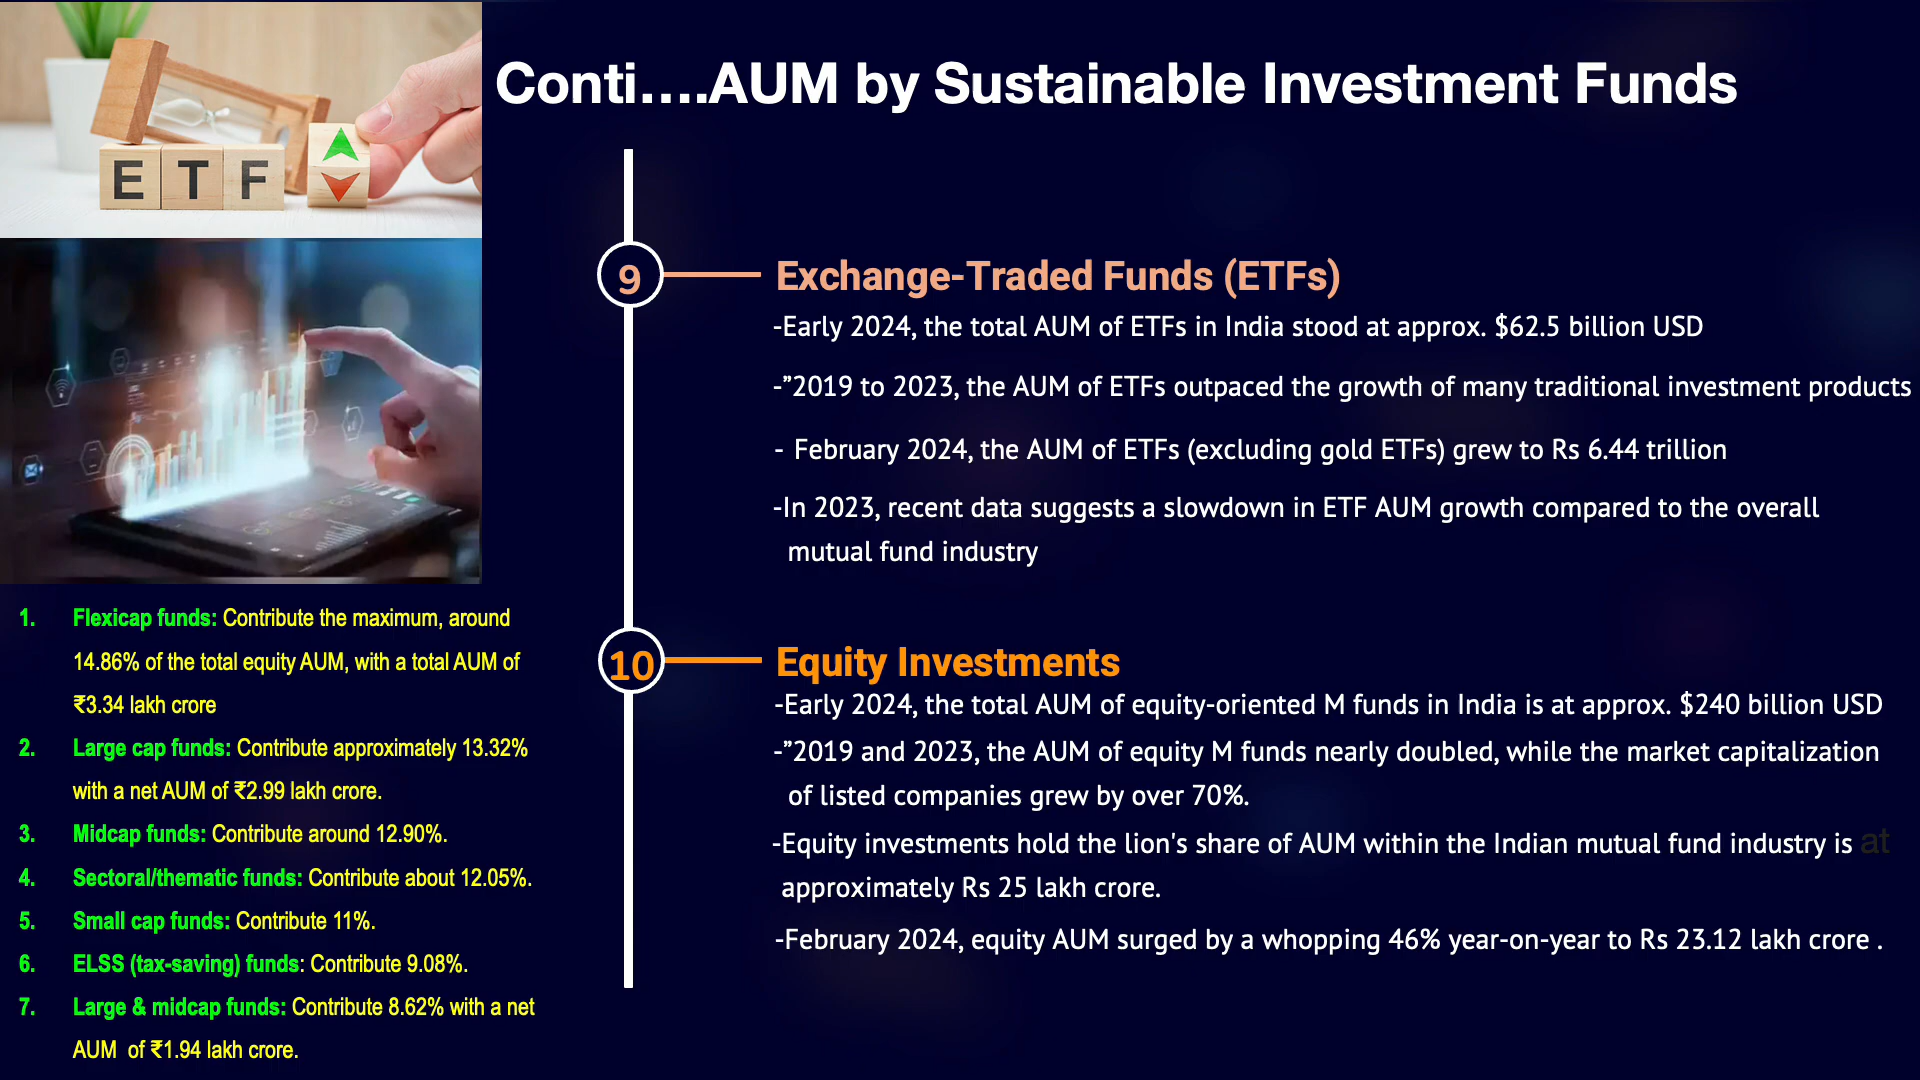 Conti....AUM by Sustainable Investment Funds
E T F
9
Exchange-Traded Funds (ETFs)
-Early 2024, the total AUM of ETFs in India stood at approx. $62.5 billion USD
-”2019 to 2023, the AUM of ETFs outpaced the growth of many traditional investment products
- February 2024, the AUM of ETFs (excluding gold ETFs) grew to Rs 6.44 trillion
-In 2023, recent data suggests a slowdown in ETF AUM growth compared to the overall
mutual fund industry
10
Equity Investments
-Early 2024, the total AUM of equity-oriented M funds in India is at approx. $240 billion USD
-”2019 and 2023, the AUM of equity M funds nearly doubled, while the market capitalization
of listed companies grew by over 70%.
-Equity investments hold the lion's share of AUM within the Indian mutual fund industry is at
approximately Rs 25 lakh crore.
-February 2024, equity AUM surged by a whopping 46% year-on-year to Rs 23.12 lakh crore .
1. Flexicap funds: Contribute the maximum, around
14.86% of the total equity AUM, with a total AUM of
₹3.34 lakh crore
2. Large cap funds: Contribute approximately 13.32%
with a net AUM of ₹2.99 lakh crore.
3. Midcap funds: Contribute around 12.90%.
4. Sectoral/thematic funds: Contribute about 12.05%.
5. Small cap funds: Contribute 11%.
6. ELSS (tax-saving) funds: Contribute 9.08%.
7. Large & midcap funds: Contribute 8.62% with a net
AUM of ₹1.94 lakh crore.